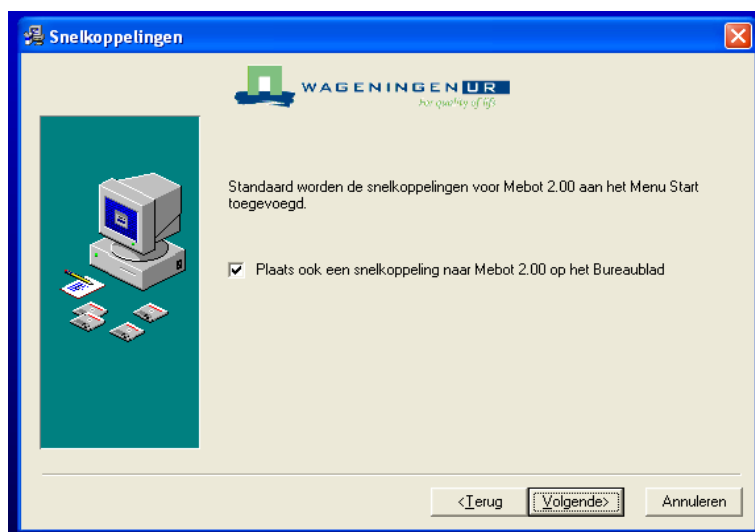 Snelkoppelingen
WAGENINGEN UR
For quality of life
Standaard worden de snelkoppelingen voor Mebot 2.00 aan het Menu Start
toegevoegd.
Plaats ook een snelkoppeling naar Mebot 2.00 op het Bureaublad
<Terug
Volgende>
Annuleren